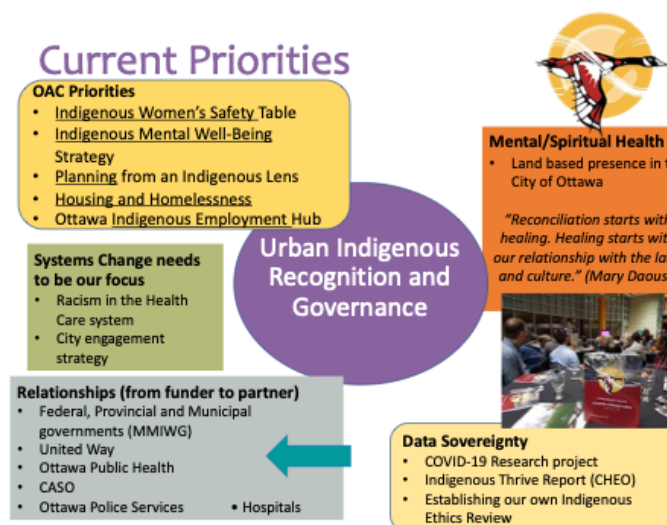 Current Priorities
OAC Priorities
• Indigenous Women's Safety Table
• Indigenous Mental Well-Being
Strategy
• Planning from an Indigenous Lens
• Housing and Homelessness
• Ottawa Indigenous Employment Hub
Mental/Spiritual Health
• Land based presence in
City of Ottawa
"Reconciliation starts
healing. Healing starts
our relationship with the
and culture." (Mary
Urban Indigenous
Recognition and
Governance
Systems Change needs
to be our focus
• Racism in the Health
Care system
• City engagement
strategy
Relationships (from funder to partner)
• Federal, Provincial and Municipal
governments (MMIWG)
• United Way
• Ottawa Public Health
• CASO
• Ottawa Police Services • Hospitals
Data Sovereignty
• COVID-19 Research project
• Indigenous Thrive Report (CHEO)
• Establishing our own Indigenous
Ethics Review